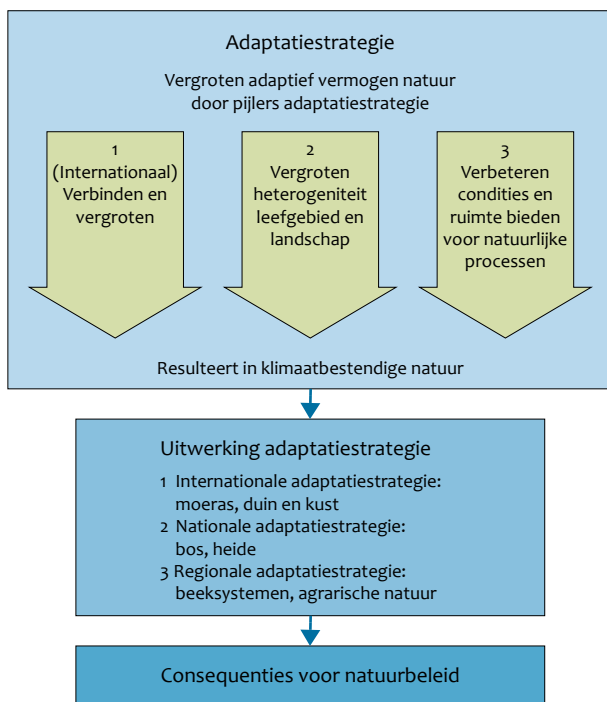 Adaptatiestrategie
Vergroten adaptief vermogen natuur
door pijlers adaptatiestrategie
1
(Internationaal)
Verbinden en
vergroten
2
Vergroten
heterogeniteit
leefgebied en
landschap
3
Verbeteren
condities en
ruimte bieden
voor natuurlijke
processen
Resulteert in klimaatbestendige natuur
Uitwerking adaptatiestrategie
1 Internationale adaptatiestrategie:
moeras, duin en kust
2 Nationale adaptatiestrategie:
bos, heide
3 Regionale adaptatiestrategie:
beeksystemen, agrarische natuur
Consequenties voor natuurbeleid